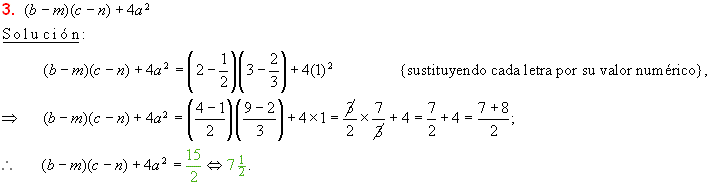 3. (b − m)(c − n) + 4a²
Solución:
(b − m)(c − n) + 4a² = (2 − 1/2)(3 − 2/3) + 4(1)² {sustituyendo cada letra por su valor numérico},
⇒ (b − m)(c − n) + 4a² = ((4 − 1)/2)((9 − 2)/3) + 4 × 1 = 3/2 × 7/3 + 4 = 7/2 + 4 = (7 + 8)/2;
∴ (b − m)(c − n) + 4a² = 15/2 ⇔ 7 1/2.